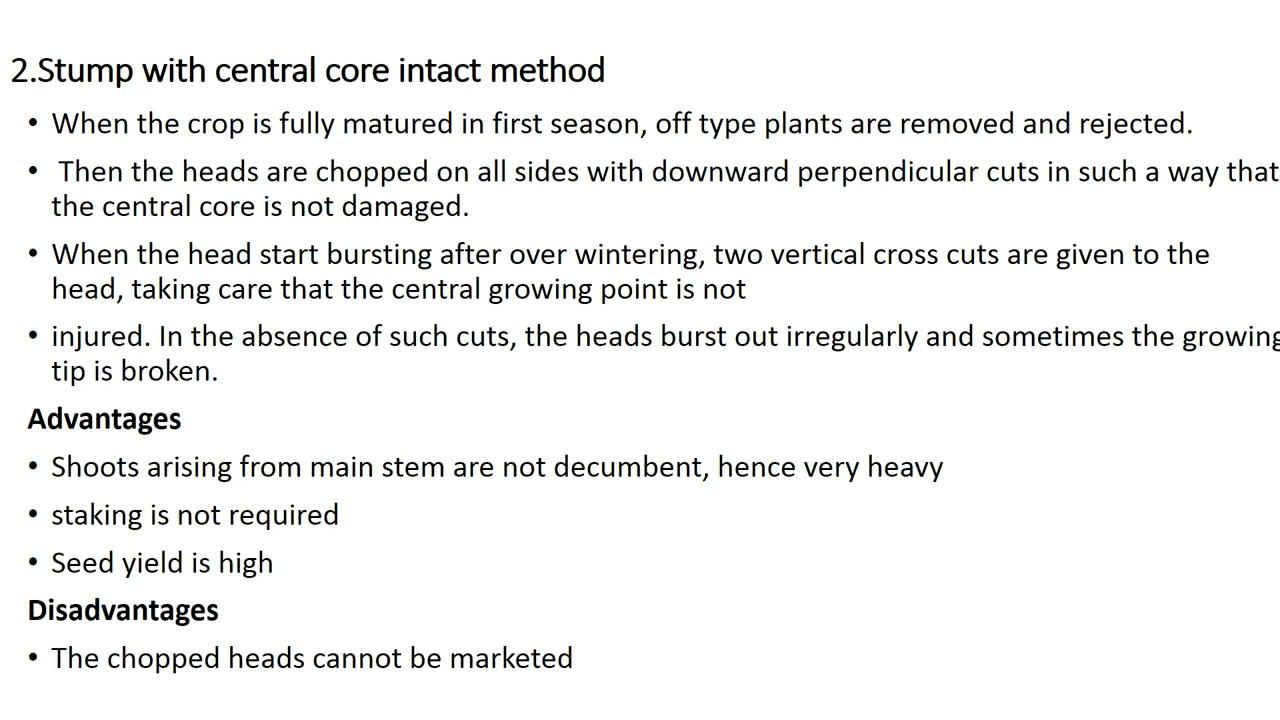 2.Stump with central core intact method
• When the crop is fully matured in first season, off type plants are removed and rejected.
• Then the heads are chopped on all sides with downward perpendicular cuts in such a way that
the central core is not damaged.
• When the head start bursting after over wintering, two vertical cross cuts are given to the
head, taking care that the central growing point is not
• injured. In the absence of such cuts, the heads burst out irregularly and sometimes the growing
tip is broken.
Advantages
• Shoots arising from main stem are not decumbent, hence very heavy
• staking is not required
• Seed yield is high
Disadvantages
• The chopped heads cannot be marketed